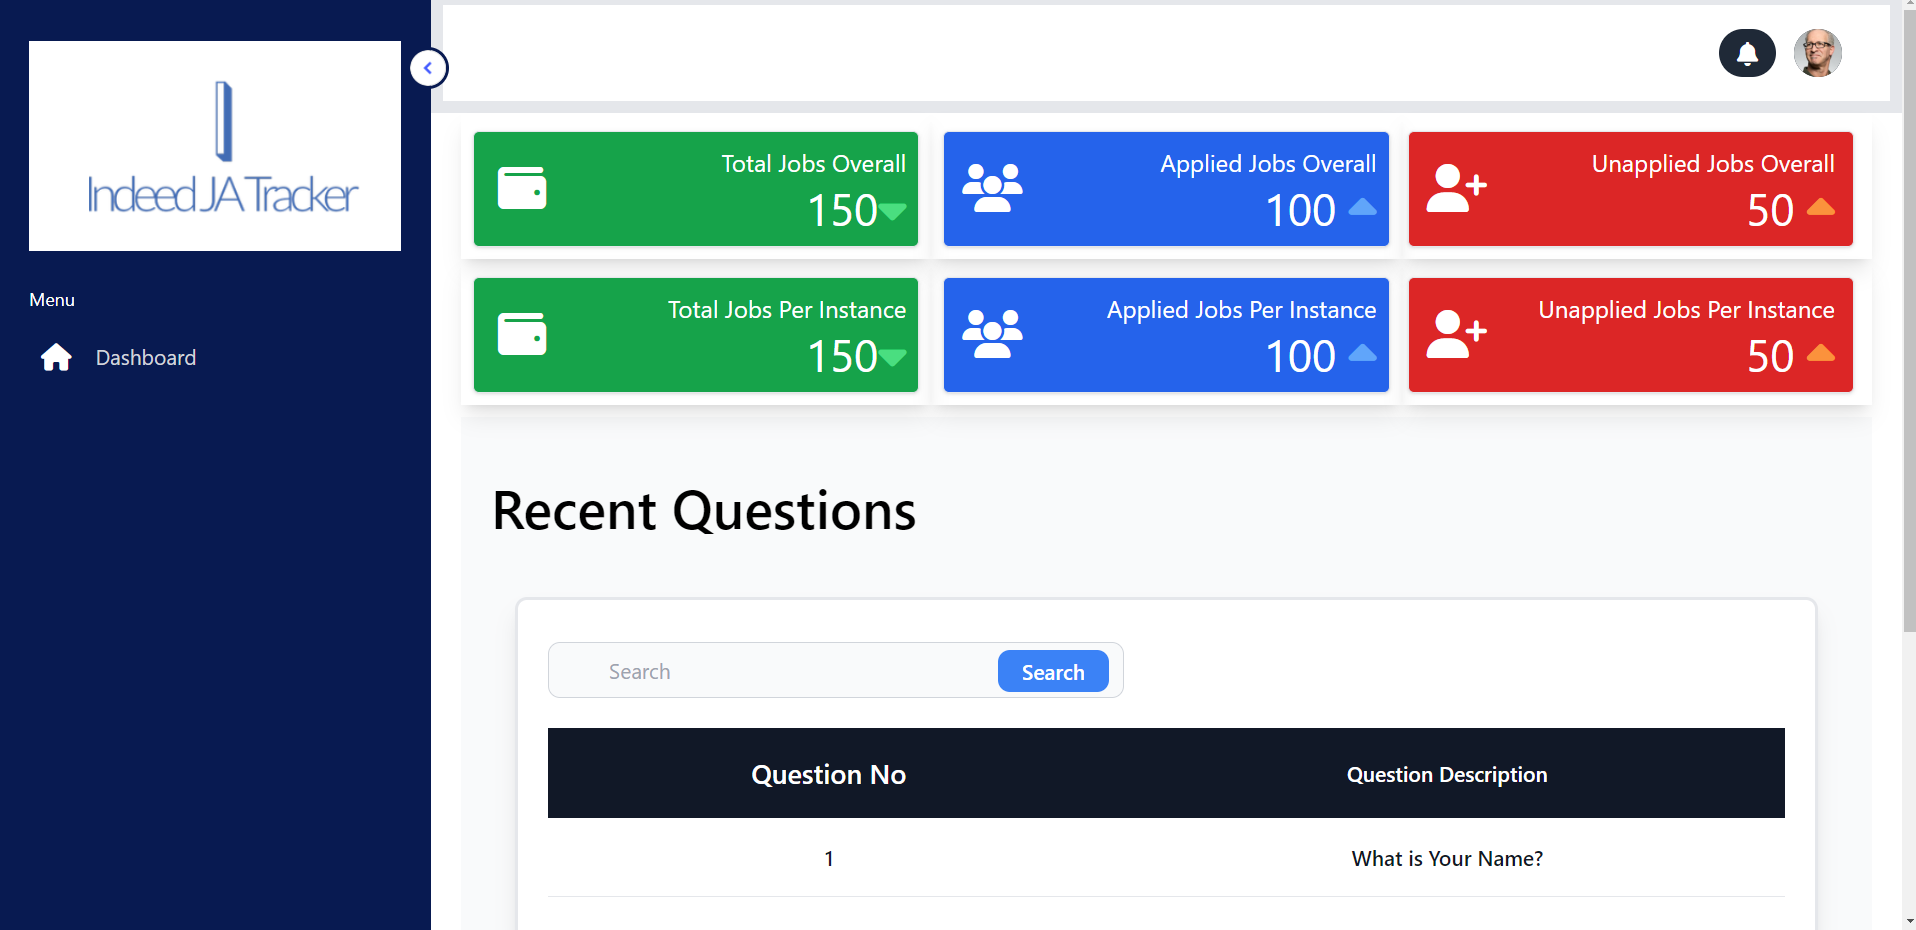 Indeed JA Tracker
Menu
Dashboard
Total Jobs Overall
150
Applied Jobs Overall
100
Unapplied Jobs Overall
50
Total Jobs Per Instance
150
Applied Jobs Per Instance
100
Unapplied Jobs Per Instance
50
Recent Questions
Search Search
Question No Question Description
1 What is Your Name?